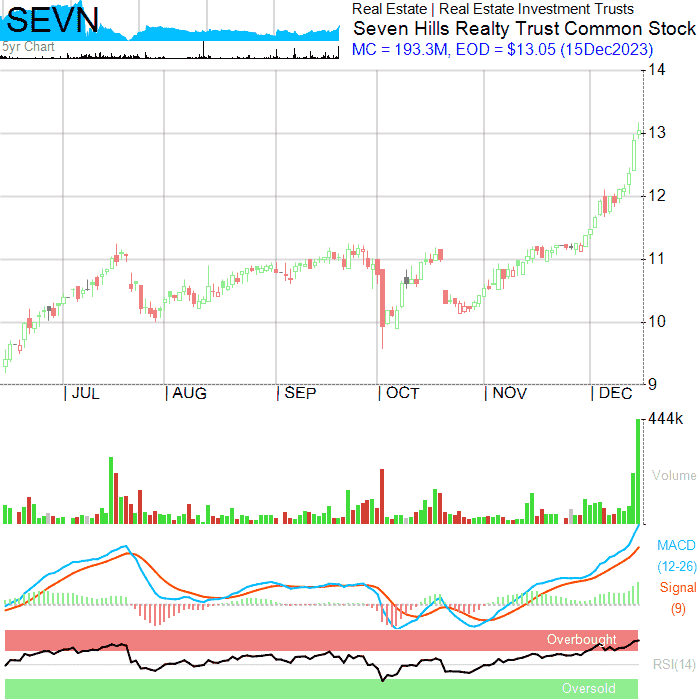 SEVN
5yr Chart
Real Estate | Real Estate Investment Trusts
Seven Hills Realty Trust Common Stock
MC = 193.3M, EOD = $13.05 (15Dec2023)
14
13
12
11
10
9
| JUL | AUG | SEP | OCT | NOV | DEC
444k
Volume
MACD
(12-26)
Signal
(9)
Overbought
RSI(14)
Oversold